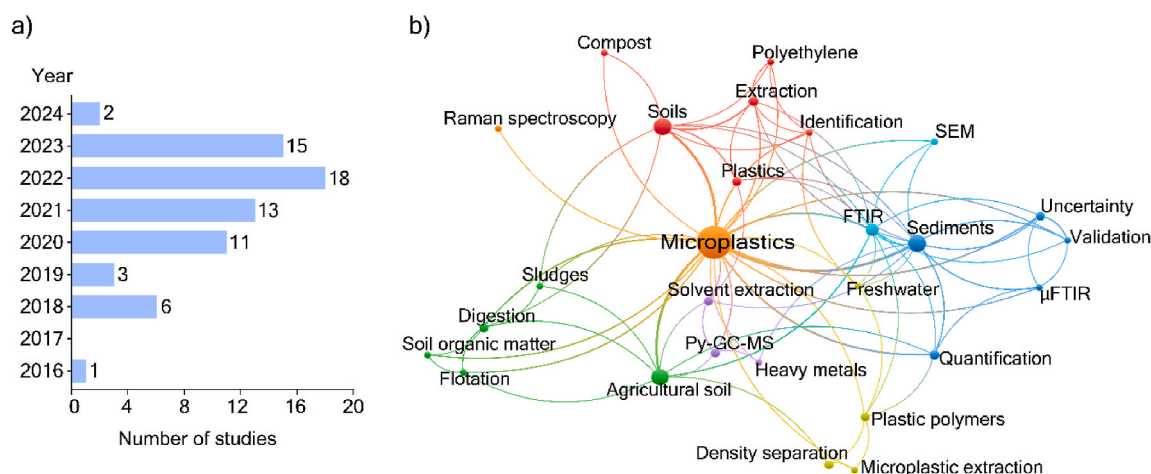 a)
Year
2024
2
2023
15
2022
18
2021
13
2020
11
2019
3
2018
6
2017
2016
1
0 4 8 12 16 20
Number of studies
b)
Compost
Polyethylene
Extraction
Soils
Raman spectroscopy
Identification
SEM
Plastics
Uncertainty
FTIR
Sediments
Validation
Microplastics
Sludges
Solvent extraction
Freshwater
µFTIR
Digestion
Soil organic matter
Py-GC-MS
Quantification
Flotation
Heavy metals
Agricultural soil
Plastic polymers
Density separation
Microplastic extraction